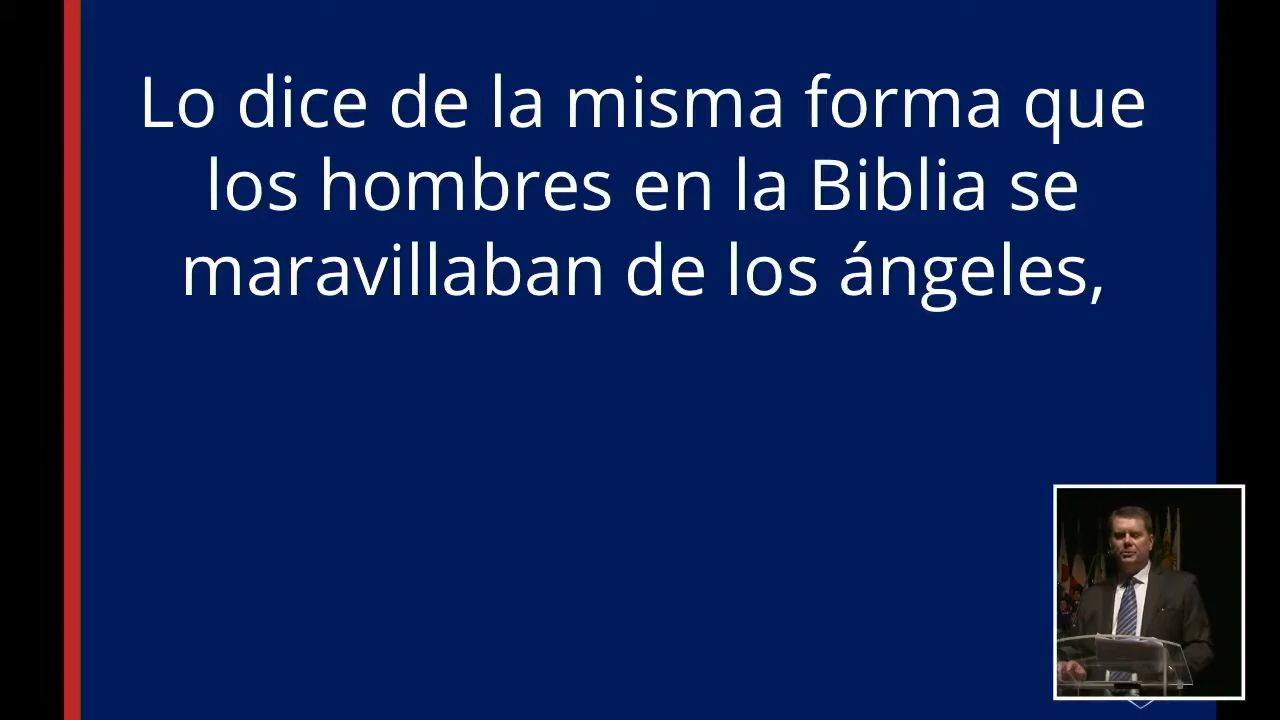 Lo dice de la misma forma que
los hombres en la Biblia se
maravillaban de los ángeles,